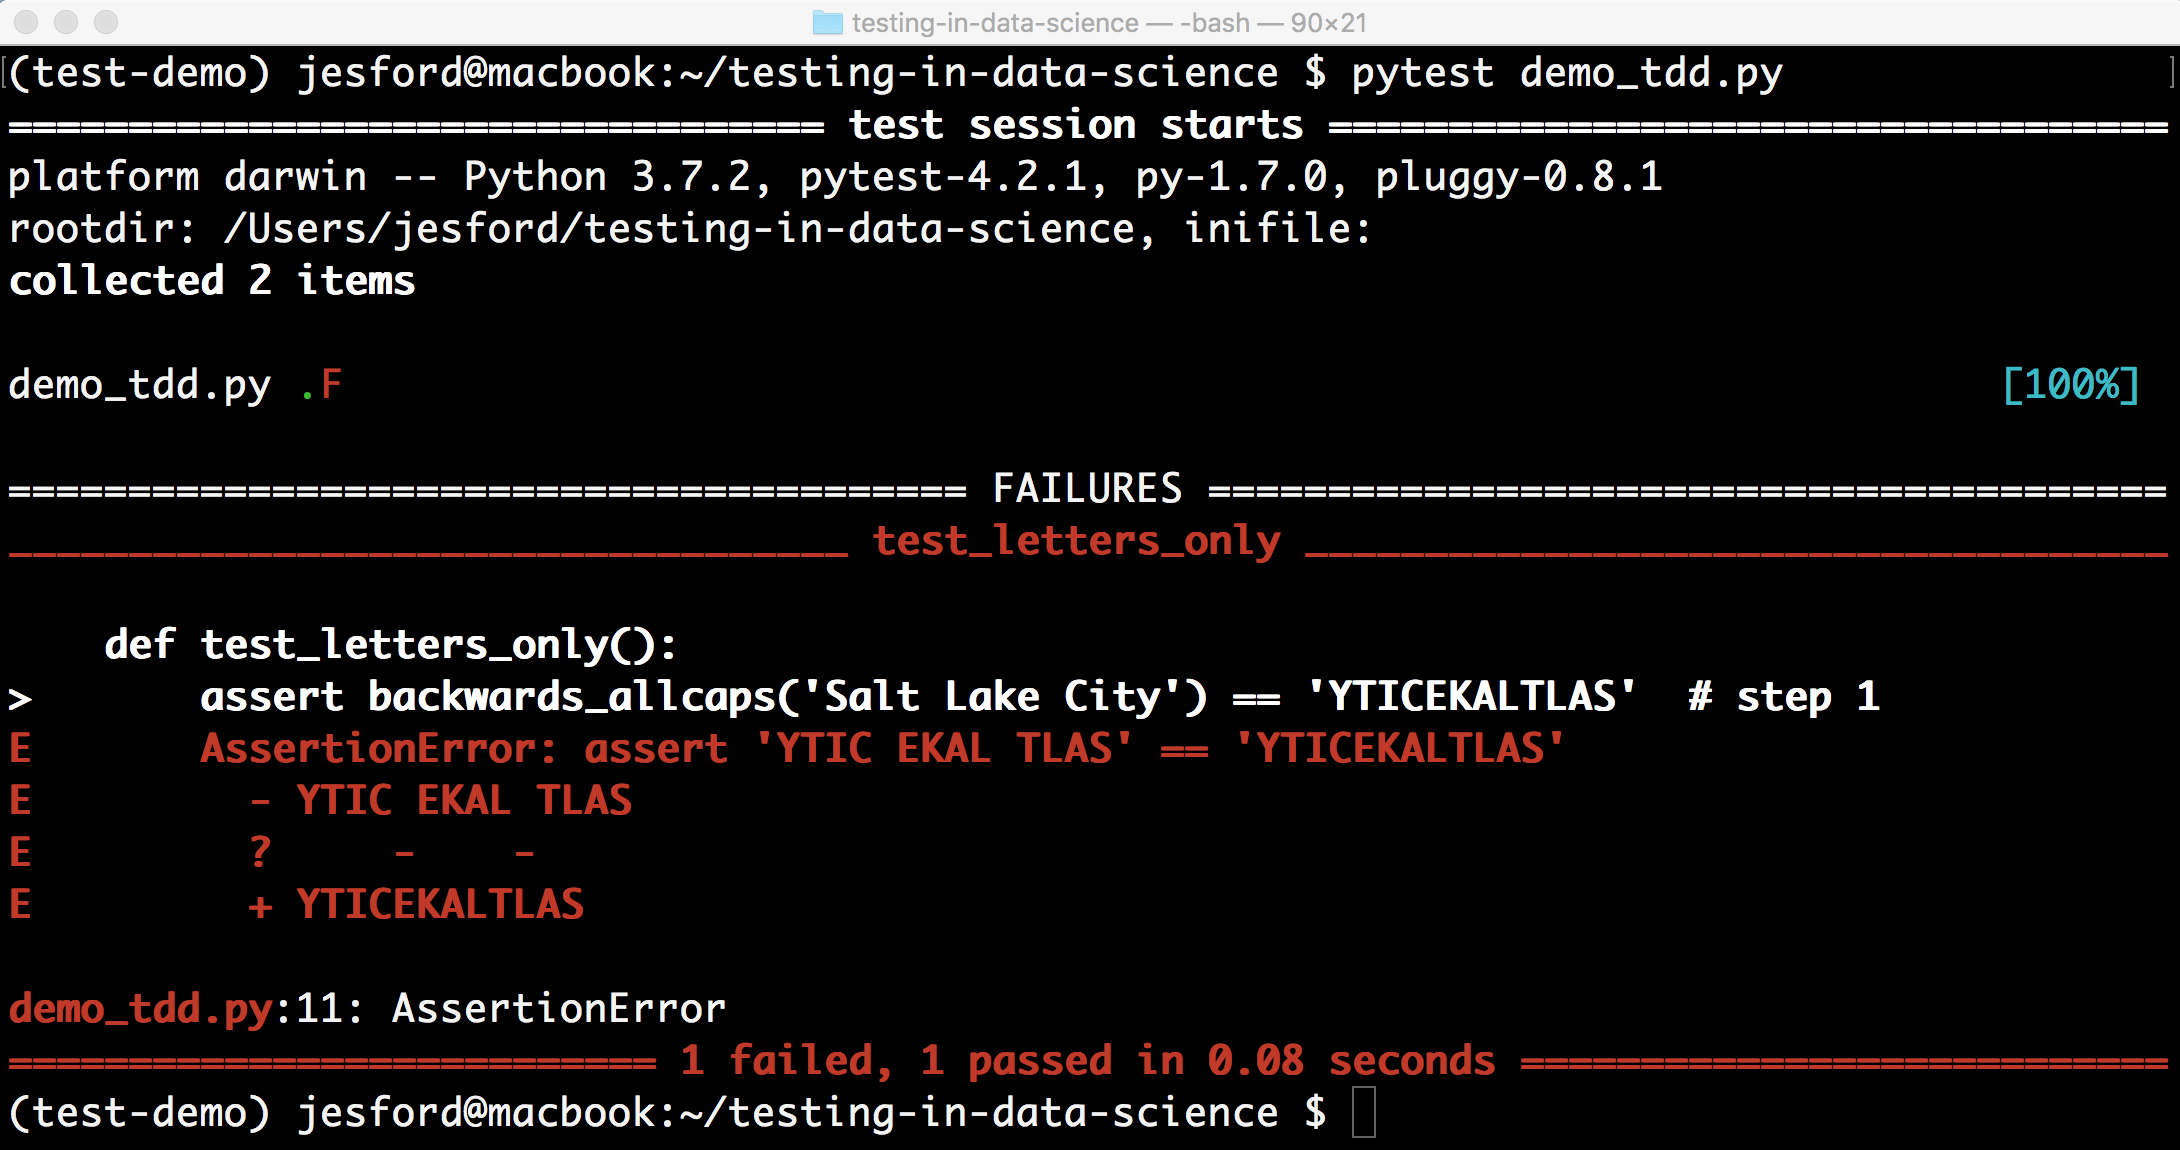 testing-in-data-science — -bash — 90×21
(test-demo) jesford@macbook:~/testing-in-data-science $ pytest demo_tdd.py
================================== test session starts ===================================
platform darwin -- Python 3.7.2, pytest-4.2.1, py-1.7.0, pluggy-0.8.1
rootdir: /Users/jesford/testing-in-data-science, inifile:
collected 2 items
demo_tdd.py .F                                                                     [100%]
======================================== FAILURES ========================================
___________________________________ test_letters_only ____________________________________
    def test_letters_only():
>       assert backwards_allcaps('Salt Lake City') == 'YTICEKALTLAS'  # step 1
E       AssertionError: assert 'YTIC EKAL TLAS' == 'YTICEKALTLAS'
E         - YTIC EKAL TLAS
E         ?     -    -
E         + YTICEKALTLAS
demo_tdd.py:11: AssertionError
=========================== 1 failed, 1 passed in 0.08 seconds ===========================
(test-demo) jesford@macbook:~/testing-in-data-science $